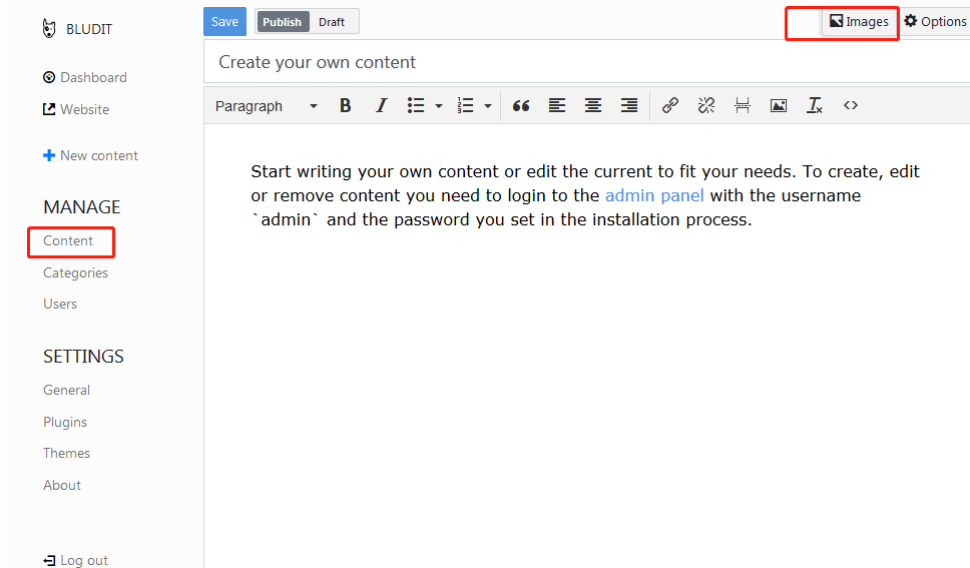 BLUDIT
Dashboard
Website
New content
MANAGE
Content
Categories
Users
SETTINGS
General
Plugins
Themes
About
Log out
Save Publish Draft
Images Options
Create your own content
Paragraph
Start writing your own content or edit the current to fit your needs. To create, edit
or remove content you need to login to the admin panel with the username
`admin` and the password you set in the installation process.